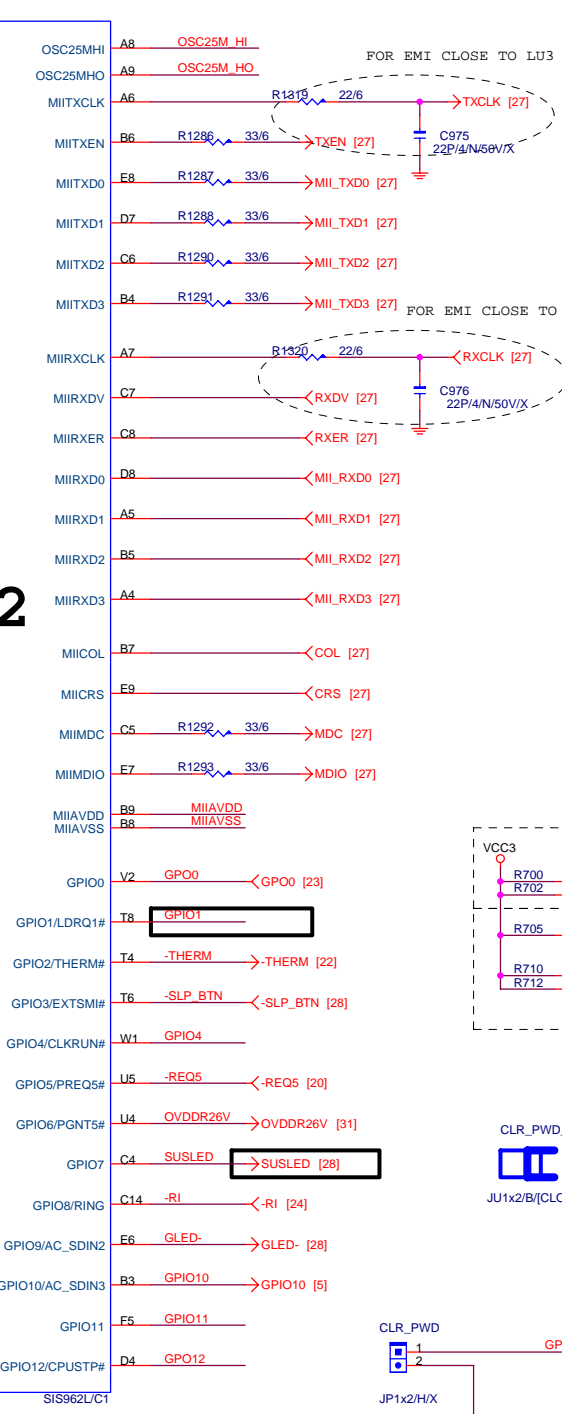 OSC25MHI A8 OSC25M_HI
FOR EMI CLOSE TO LU3
OSC25MHO A9 OSC25M_HO
MIITXCLK A6 R1319 22/6 TXCLK [27]
MIITXEN B6 R1286 33/6 TXEN [27]
C975
22P/4/N/50V/X
MIITXD0 E8 R1287 33/6 MII_TXD0 [27]
MIITXD1 D7 R1288 33/6 MII_TXD1 [27]
MIITXD2 C6 R1290 33/6 MII_TXD2 [27]
MIITXD3 B4 R1291 33/6 MII_TXD3 [27]
FOR EMI CLOSE TO
MIIRXCLK A7 R1320 22/6 RXCLK [27]
MIIRXDV C7 RXDV [27]
C976
22P/4/N/50V/X
MIIRXER C8 RXER [27]
MIIRXD0 D8 MII_RXD0 [27]
MIIRXD1 A5 MII_RXD1 [27]
MIIRXD2 B5 MII_RXD2 [27]
MIIRXD3 A4 MII_RXD3 [27]
2
MIICOL B7 COL [27]
MIICRS E9 CRS [27]
MIIMDC C5 R1292 33/6 MDC [27]
MIIMDIO E7 R1293 33/6 MDIO [27]
MIIAVDD B9 MIIAVDD
MIIAVSS B8 MIIAVSS
VCC3
R700
R702
R705
R710
R712
GPIO0 V2 GPO0 GPO0 [23]
GPIO1/LDRQ1# T8 GPIO1
GPIO2/THERM# T4 -THERM -THERM [22]
GPIO3/EXTSMI# T6 -SLP_BTN -SLP_BTN [28]
GPIO4/CLKRUN# W1 GPIO4
GPIO5/PREQ5# U5 -REQ5 -REQ5 [20]
GPIO6/PGNT5# U4 OVDDR26V OVDDR26V [31]
GPIO7 C4 SUSLED SUSLED [28]
CLR_PWD_
JU1x2/B/[CLO
GPIO8/RING C14 -RI -RI [24]
GPIO9/AC_SDIN2 E6 GLED- GLED- [28]
GPIO10/AC_SDIN3 B3 GPIO10 GPIO10 [5]
GPIO11 F5 GPIO11
GPIO12/CPUSTP# D4 GPO12
SIS962L/C1
CLR_PWD
1 GP
2
JP1x2/H/X